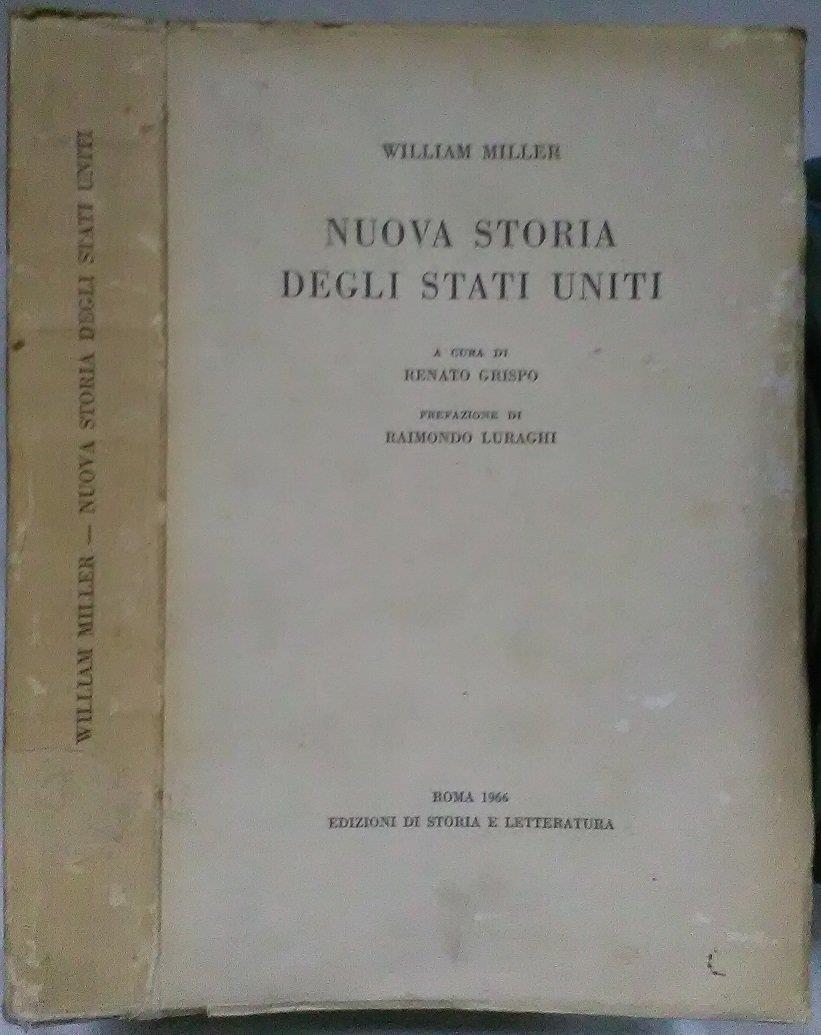 WILLIAM MILLER — NUOVA STORIA DEGLI STATI UNITI
WILLIAM MILLER
NUOVA STORIA
DEGLI STATI UNITI
A CURA DI
RENATO GRISPO
PREFAZIONE DI
RAIMONDO LURAGHI
ROMA 1966
EDIZIONI DI STORIA E LETTERATURA